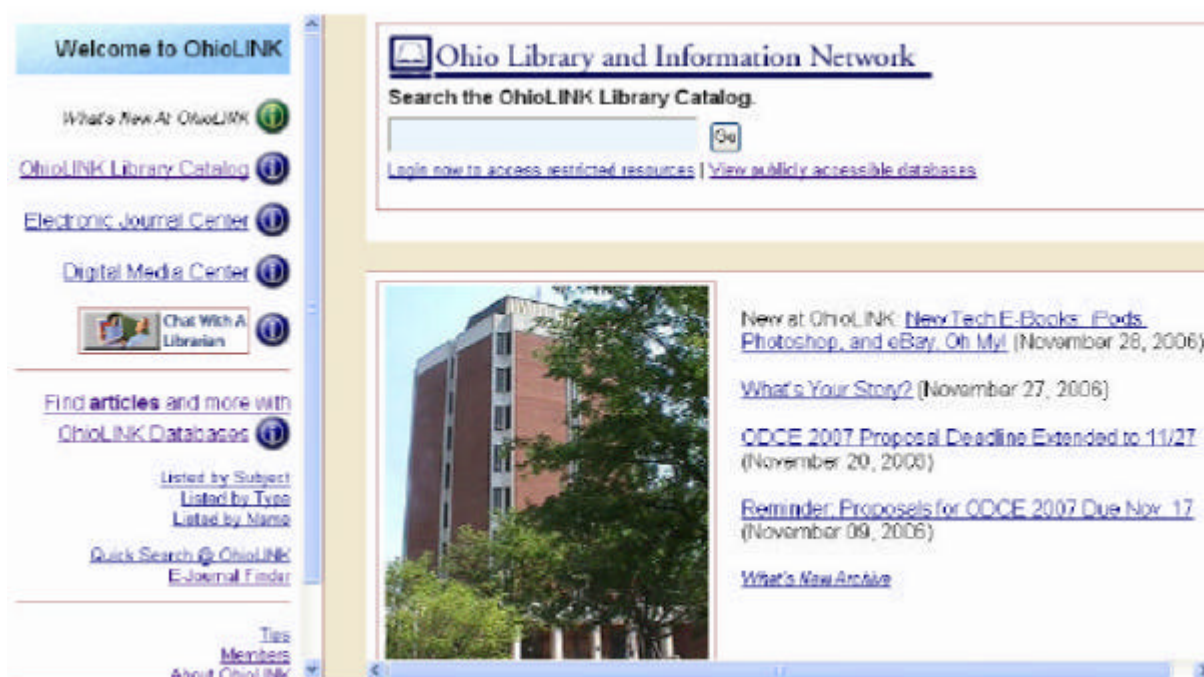 Welcome to OhioLINK
What's New At OhioLINK
OhioLINK Library Catalog
Electronic Journal Center
Digital Media Center
Chat With A
Librarian
Find articles and more with
OhioLINK Databases
Listed by Subject
Listed by Type
Listed by Name
Quick Search @ OhioLINK
E-Journal Finder
Tips
Members
About OhioLINK
Ohio Library and Information Network
Search the OhioLINK Library Catalog.
Go
Login now to access restricted resources | View publicly accessible databases
New at OhioLINK: New Tech E-Books: iPods,
Photoshop, and eBay, Oh My! (November 28, 2006)
What's Your Story? (November 27, 2006)
ODCE 2007 Proposal Deadline Extended to 11/27
(November 20, 2006)
Reminder: Proposals for ODCE 2007 Due Nov. 17
(November 09, 2006)
What's New Archive